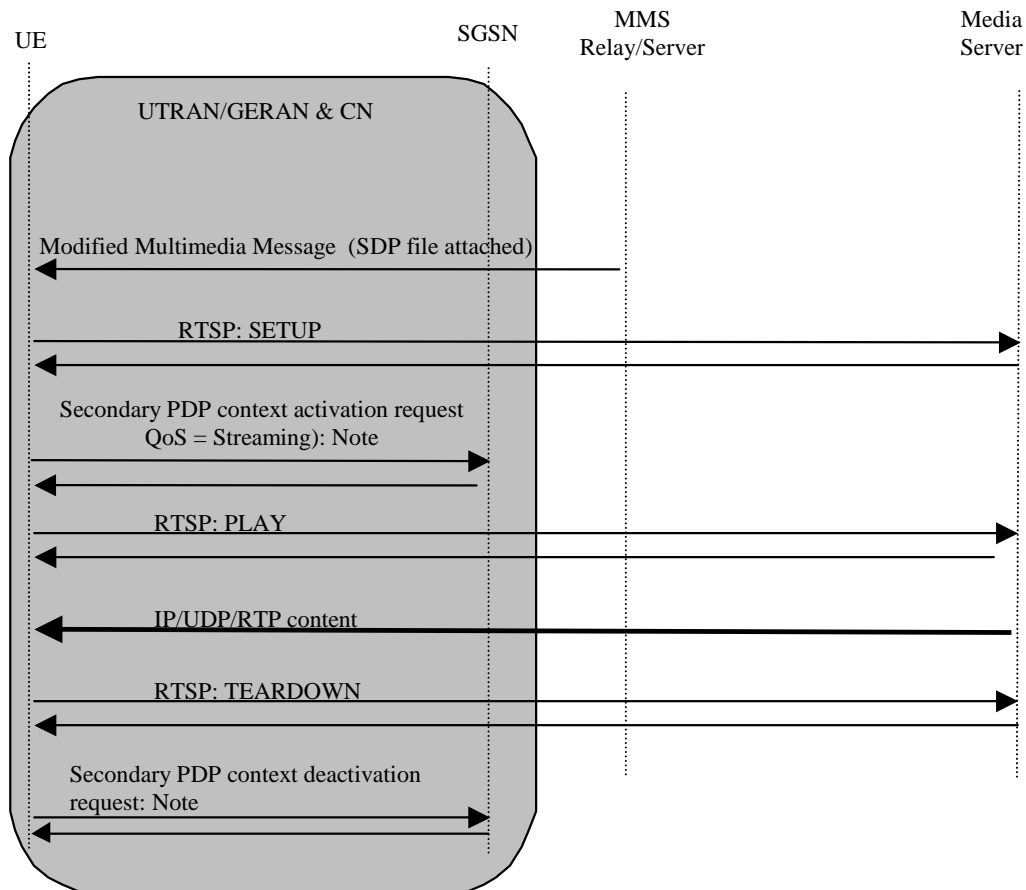 UE
SGSN
MMS
Relay/Server
Media
Server
UTRAN/GERAN & CN
Modified Multimedia Message (SDP file attached)
RTSP: SETUP
Secondary PDP context activation request
QoS = Streaming): Note
RTSP: PLAY
IP/UDP/RTP content
RTSP: TEARDOWN
Secondary PDP context deactivation
request: Note